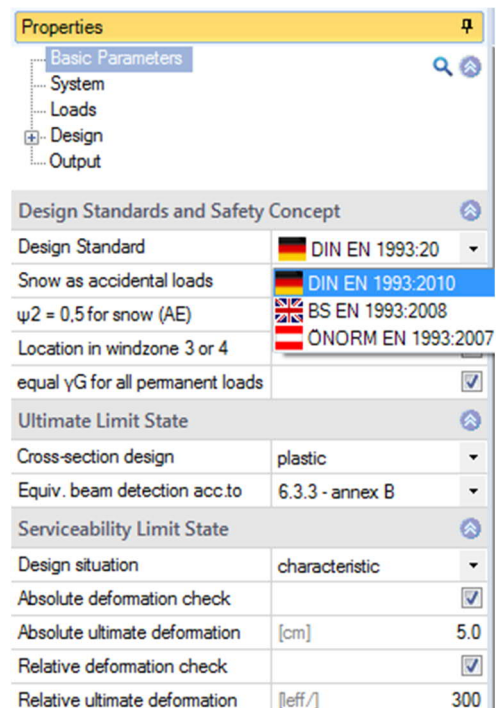 Properties
Basic Parameters
System
Loads
Design
Output
Design Standards and Safety Concept
Design Standard DIN EN 1993:20
Snow as accidental loads DIN EN 1993:2010
ψ2 = 0,5 for snow (AE) BS EN 1993:2008
Location in windzone 3 or 4 ÖNORM EN 1993:2007
equal γG for all permanent loads
Ultimate Limit State
Cross-section design plastic
Equiv. beam detection acc.to 6.3.3 - annex B
Serviceability Limit State
Design situation characteristic
Absolute deformation check
Absolute ultimate deformation [cm] 5.0
Relative deformation check
Relative ultimate deformation [leff/] 300